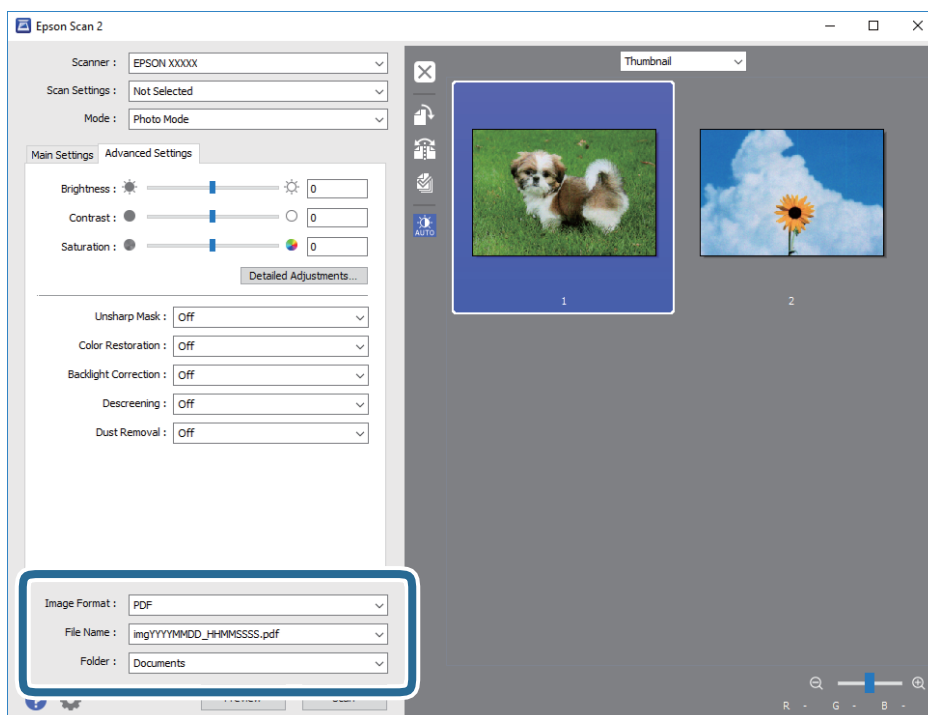 Epson Scan 2
Scanner : EPSON XXXXX
Scan Settings : Not Selected
Mode : Photo Mode
Main Settings Advanced Settings
Brightness : 0
Contrast : 0
Saturation : 0
Detailed Adjustments...
Unsharp Mask : Off
Color Restoration : Off
Backlight Correction : Off
Descreening : Off
Dust Removal : Off
Image Format : PDF
File Name : imgYYYYMMDD_HHMMSSSS.pdf
Folder : Documents
Thumbnail
AUTO
1
2
R - G - B -